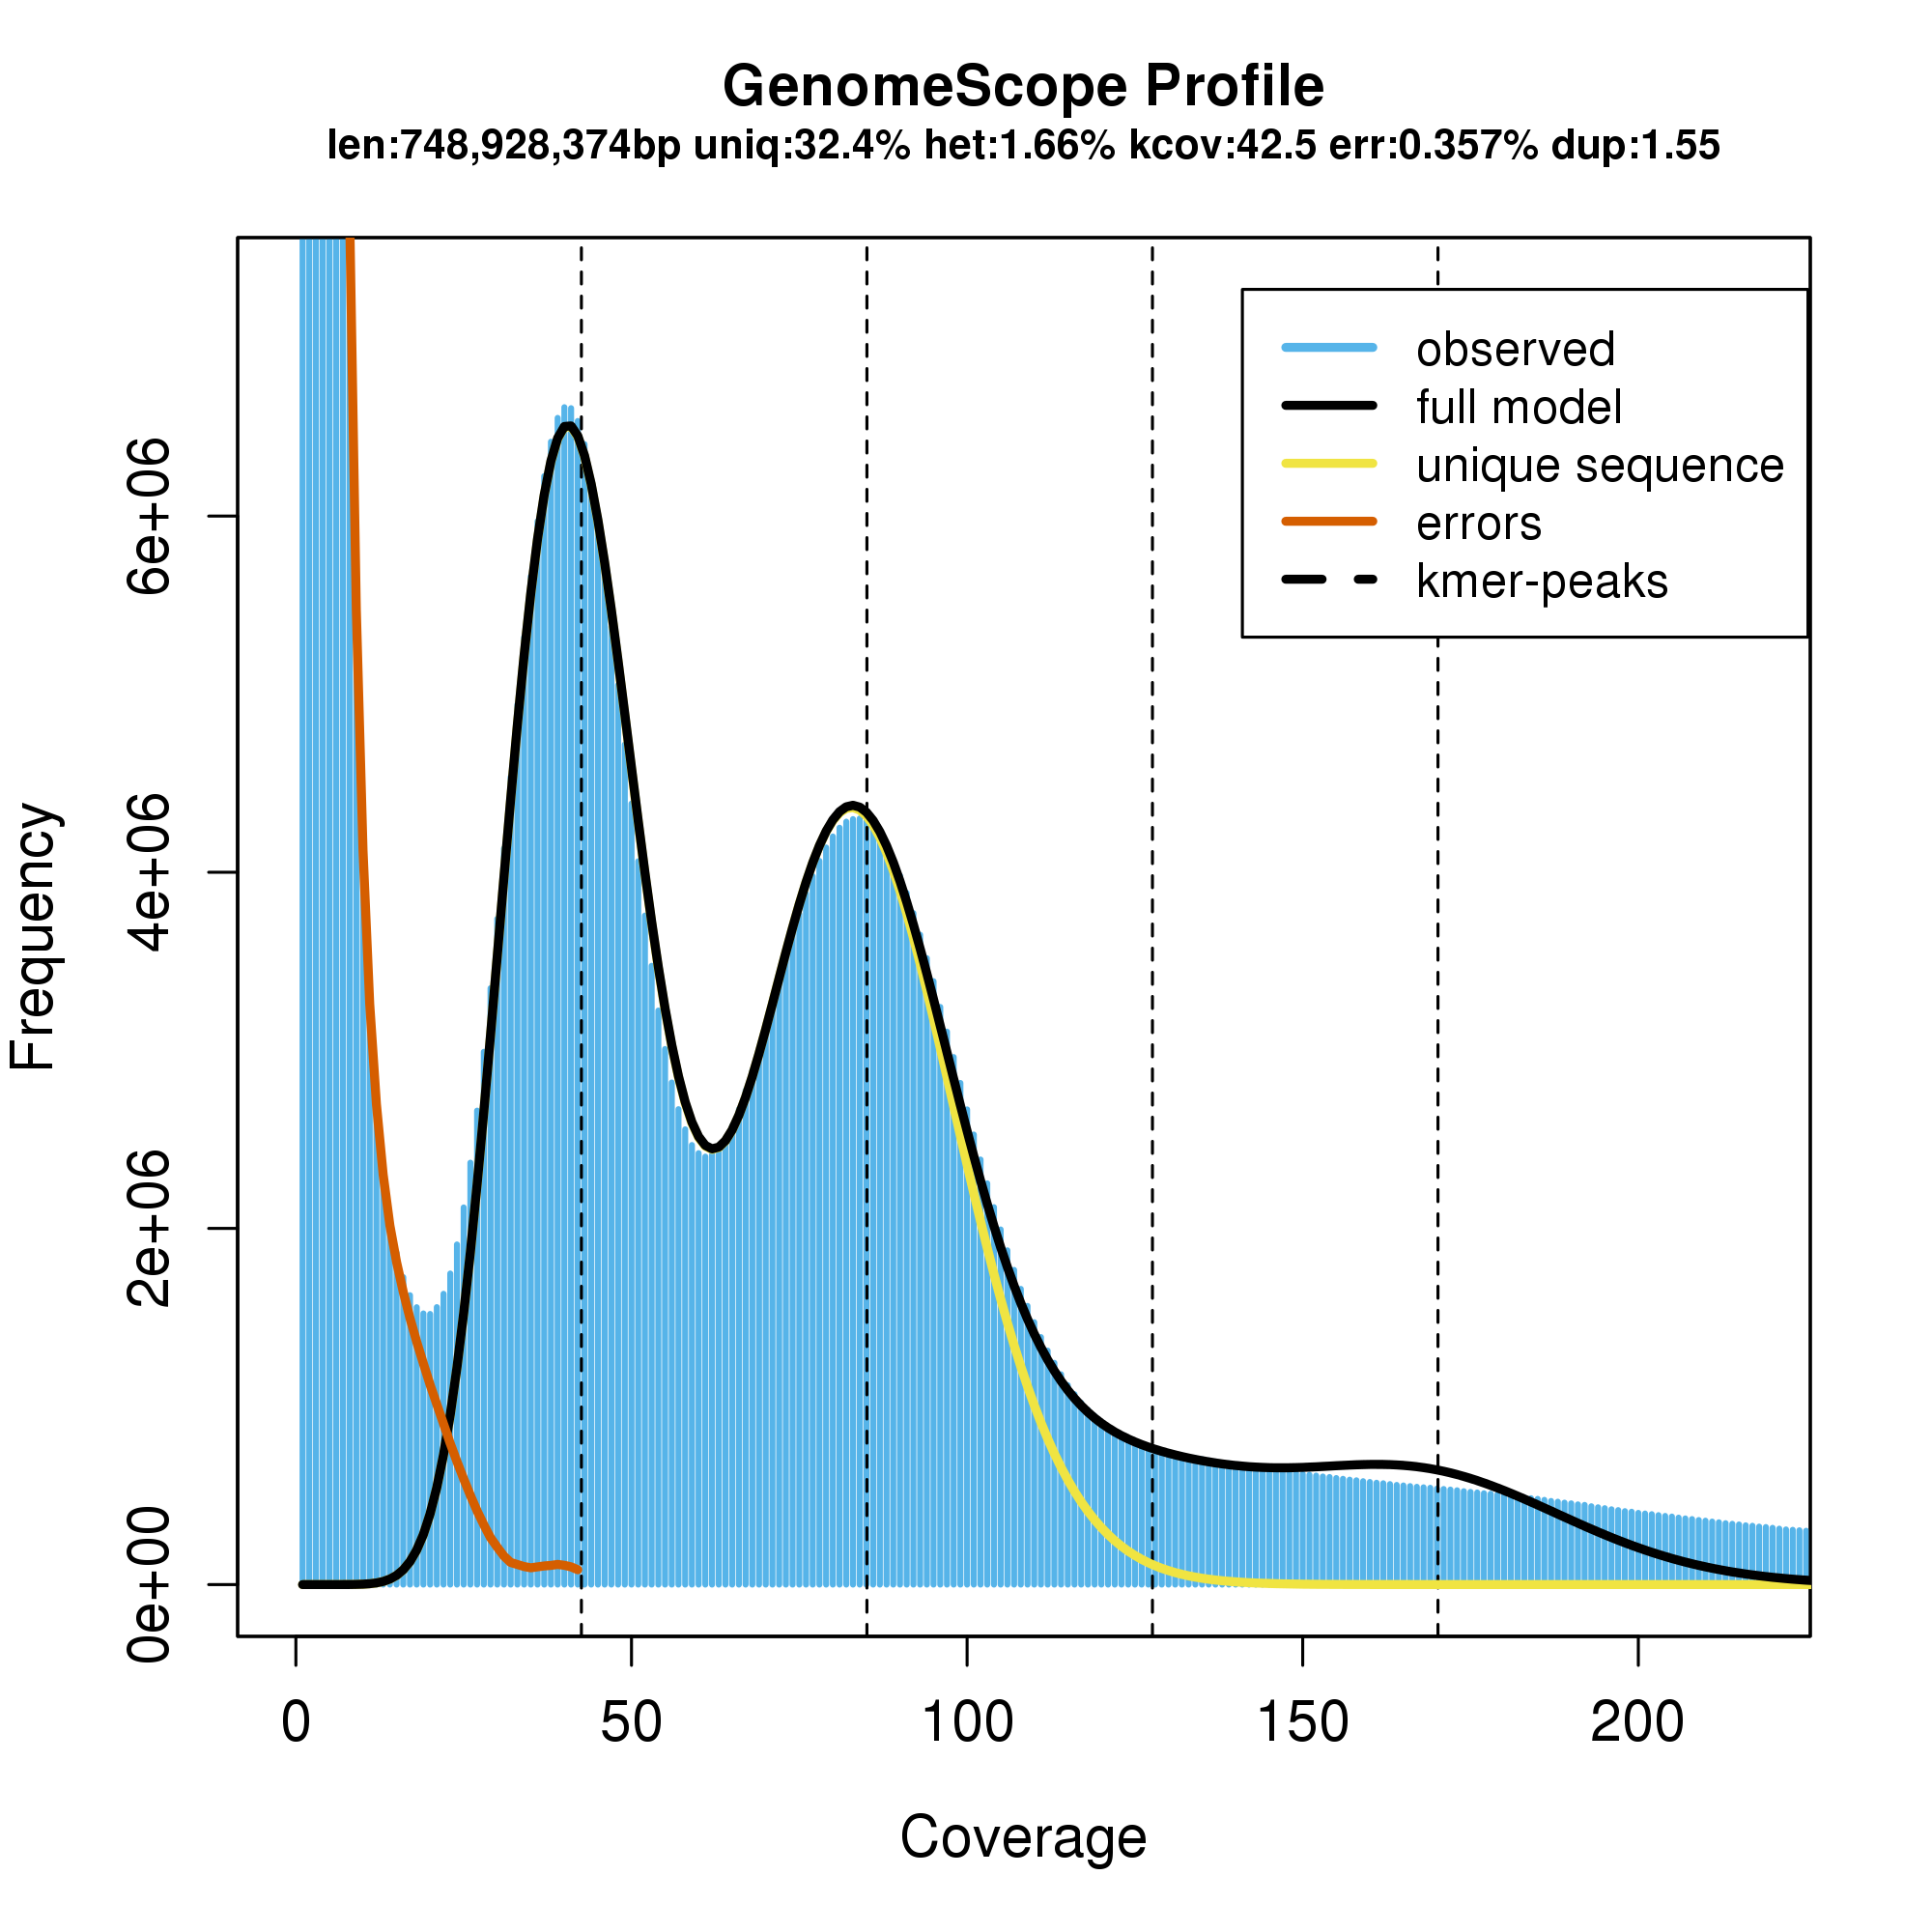 GenomeScope Profile
len:748,928,374bp uniq:32.4% het:1.66% kcov:42.5 err:0.357% dup:1.55
observed
full model
unique sequence
errors
kmer-peaks
Frequency
6e+06
4e+06
2e+06
0e+00
0 50 100 150 200
Coverage